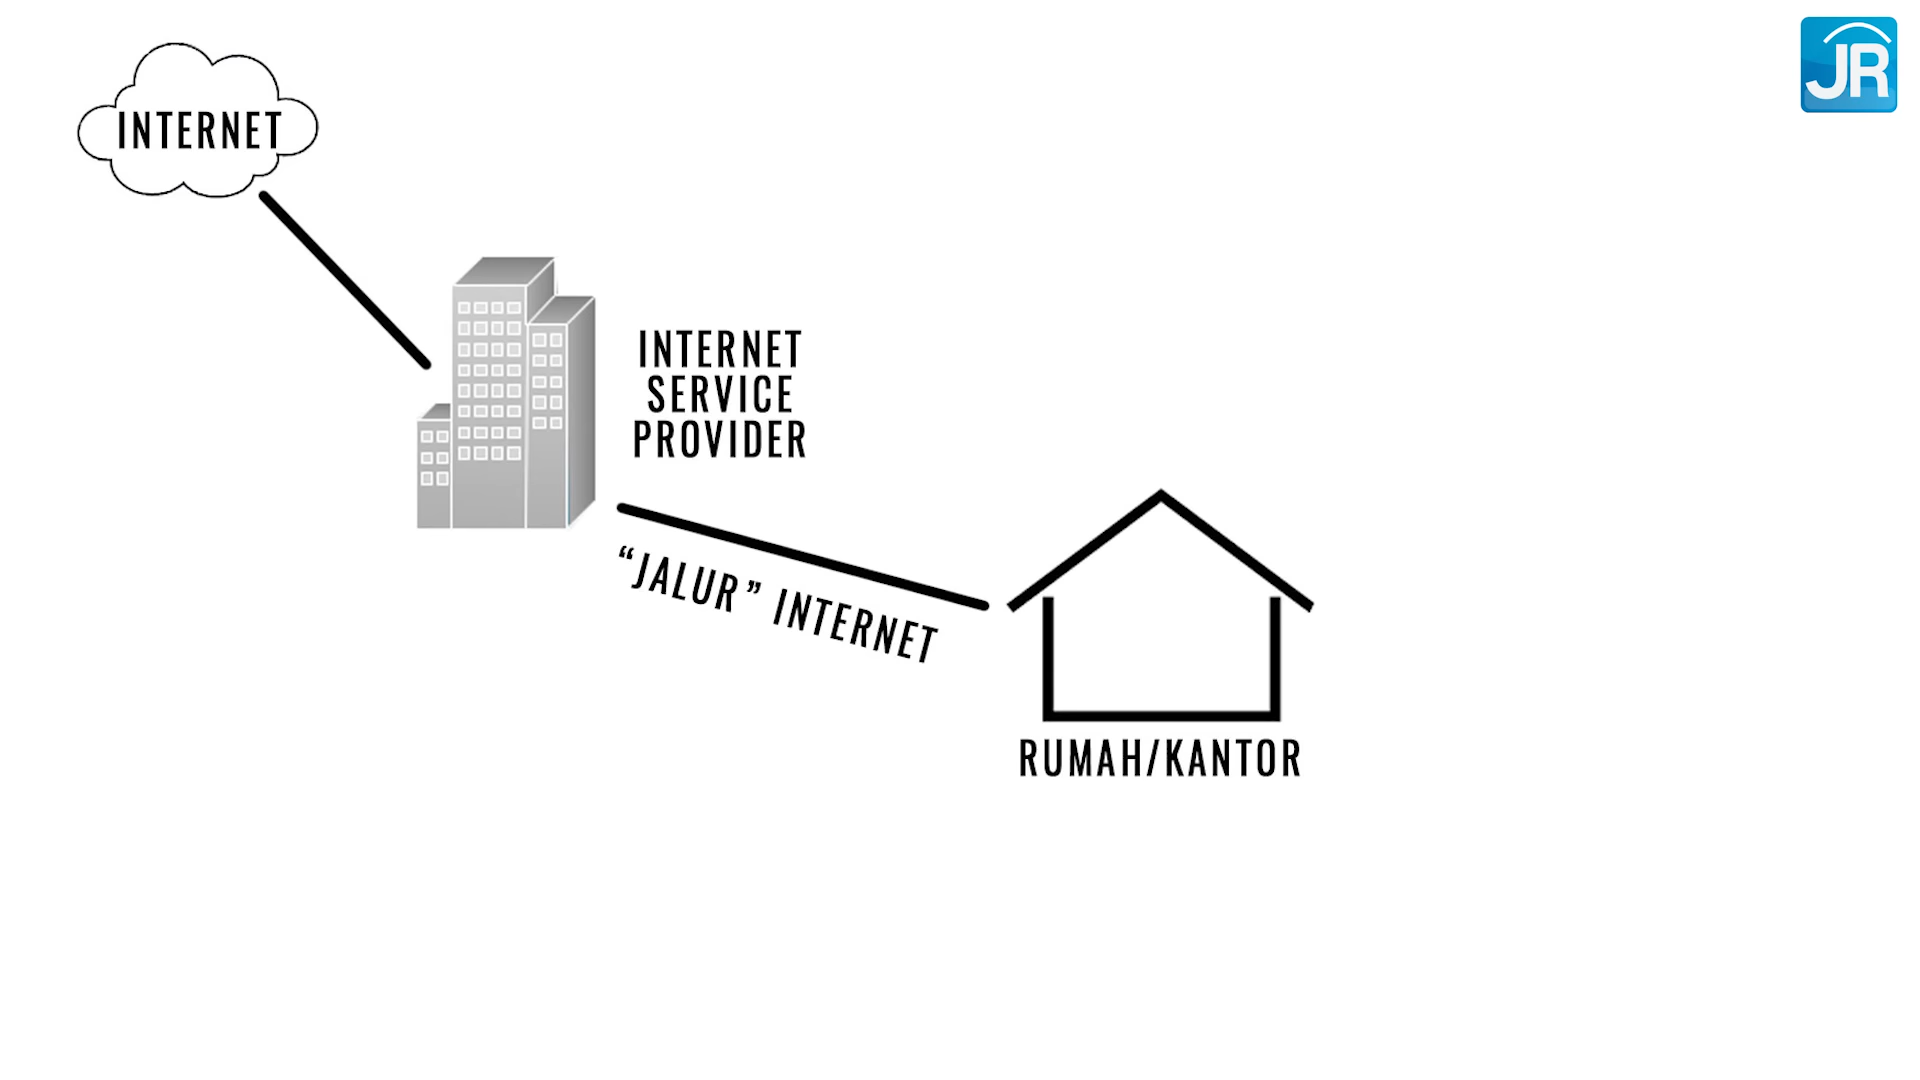 JR
INTERNET
INTERNET
SERVICE
PROVIDER
“JALUR” INTERNET
RUMAH/KANTOR